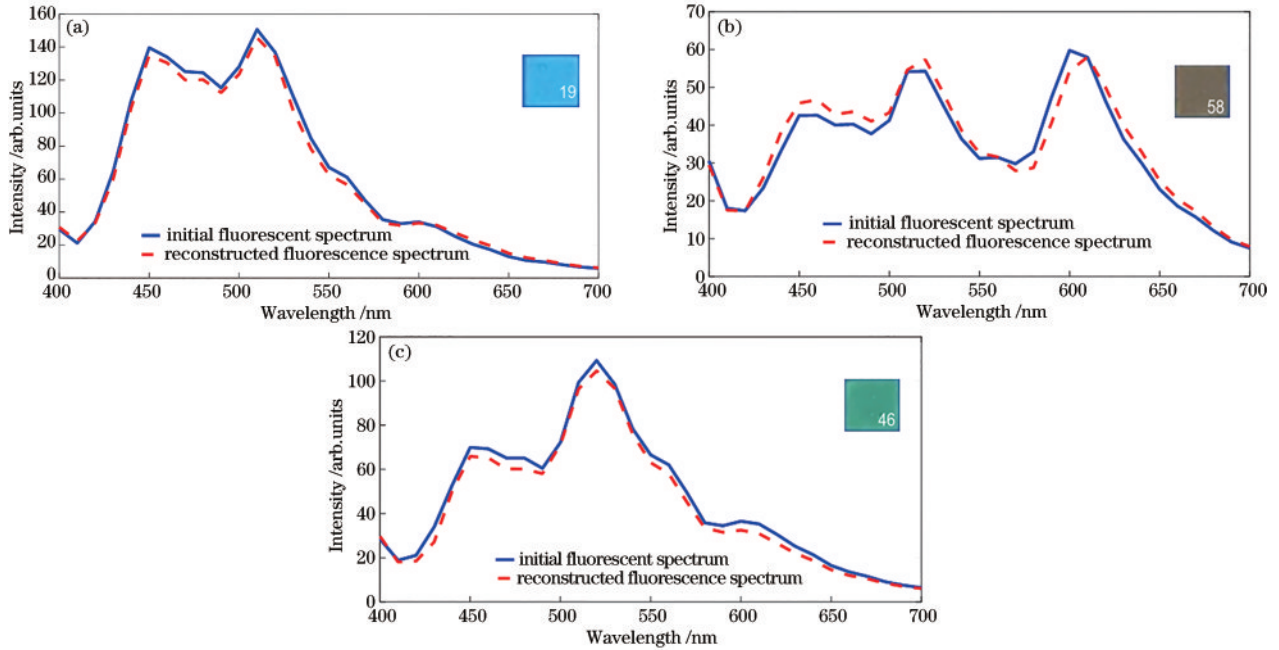 (a)
160
140
120
100
80
60
40
20
0
Intensity /arb.units
19
initial fluorescent spectrum
reconstructed fluorescence spectrum
400 450 500 550 600 650 700
Wavelength /nm
(b)
70
60
50
40
30
20
10
0
Intensity /arb.units
58
initial fluorescent spectrum
reconstructed fluorescence spectrum
400 450 500 550 600 650 700
Wavelength /nm
(c)
120
100
80
60
40
20
0
Intensity /arb.units
46
initial fluorescent spectrum
reconstructed fluorescence spectrum
400 450 500 550 600 650 700
Wavelength /nm